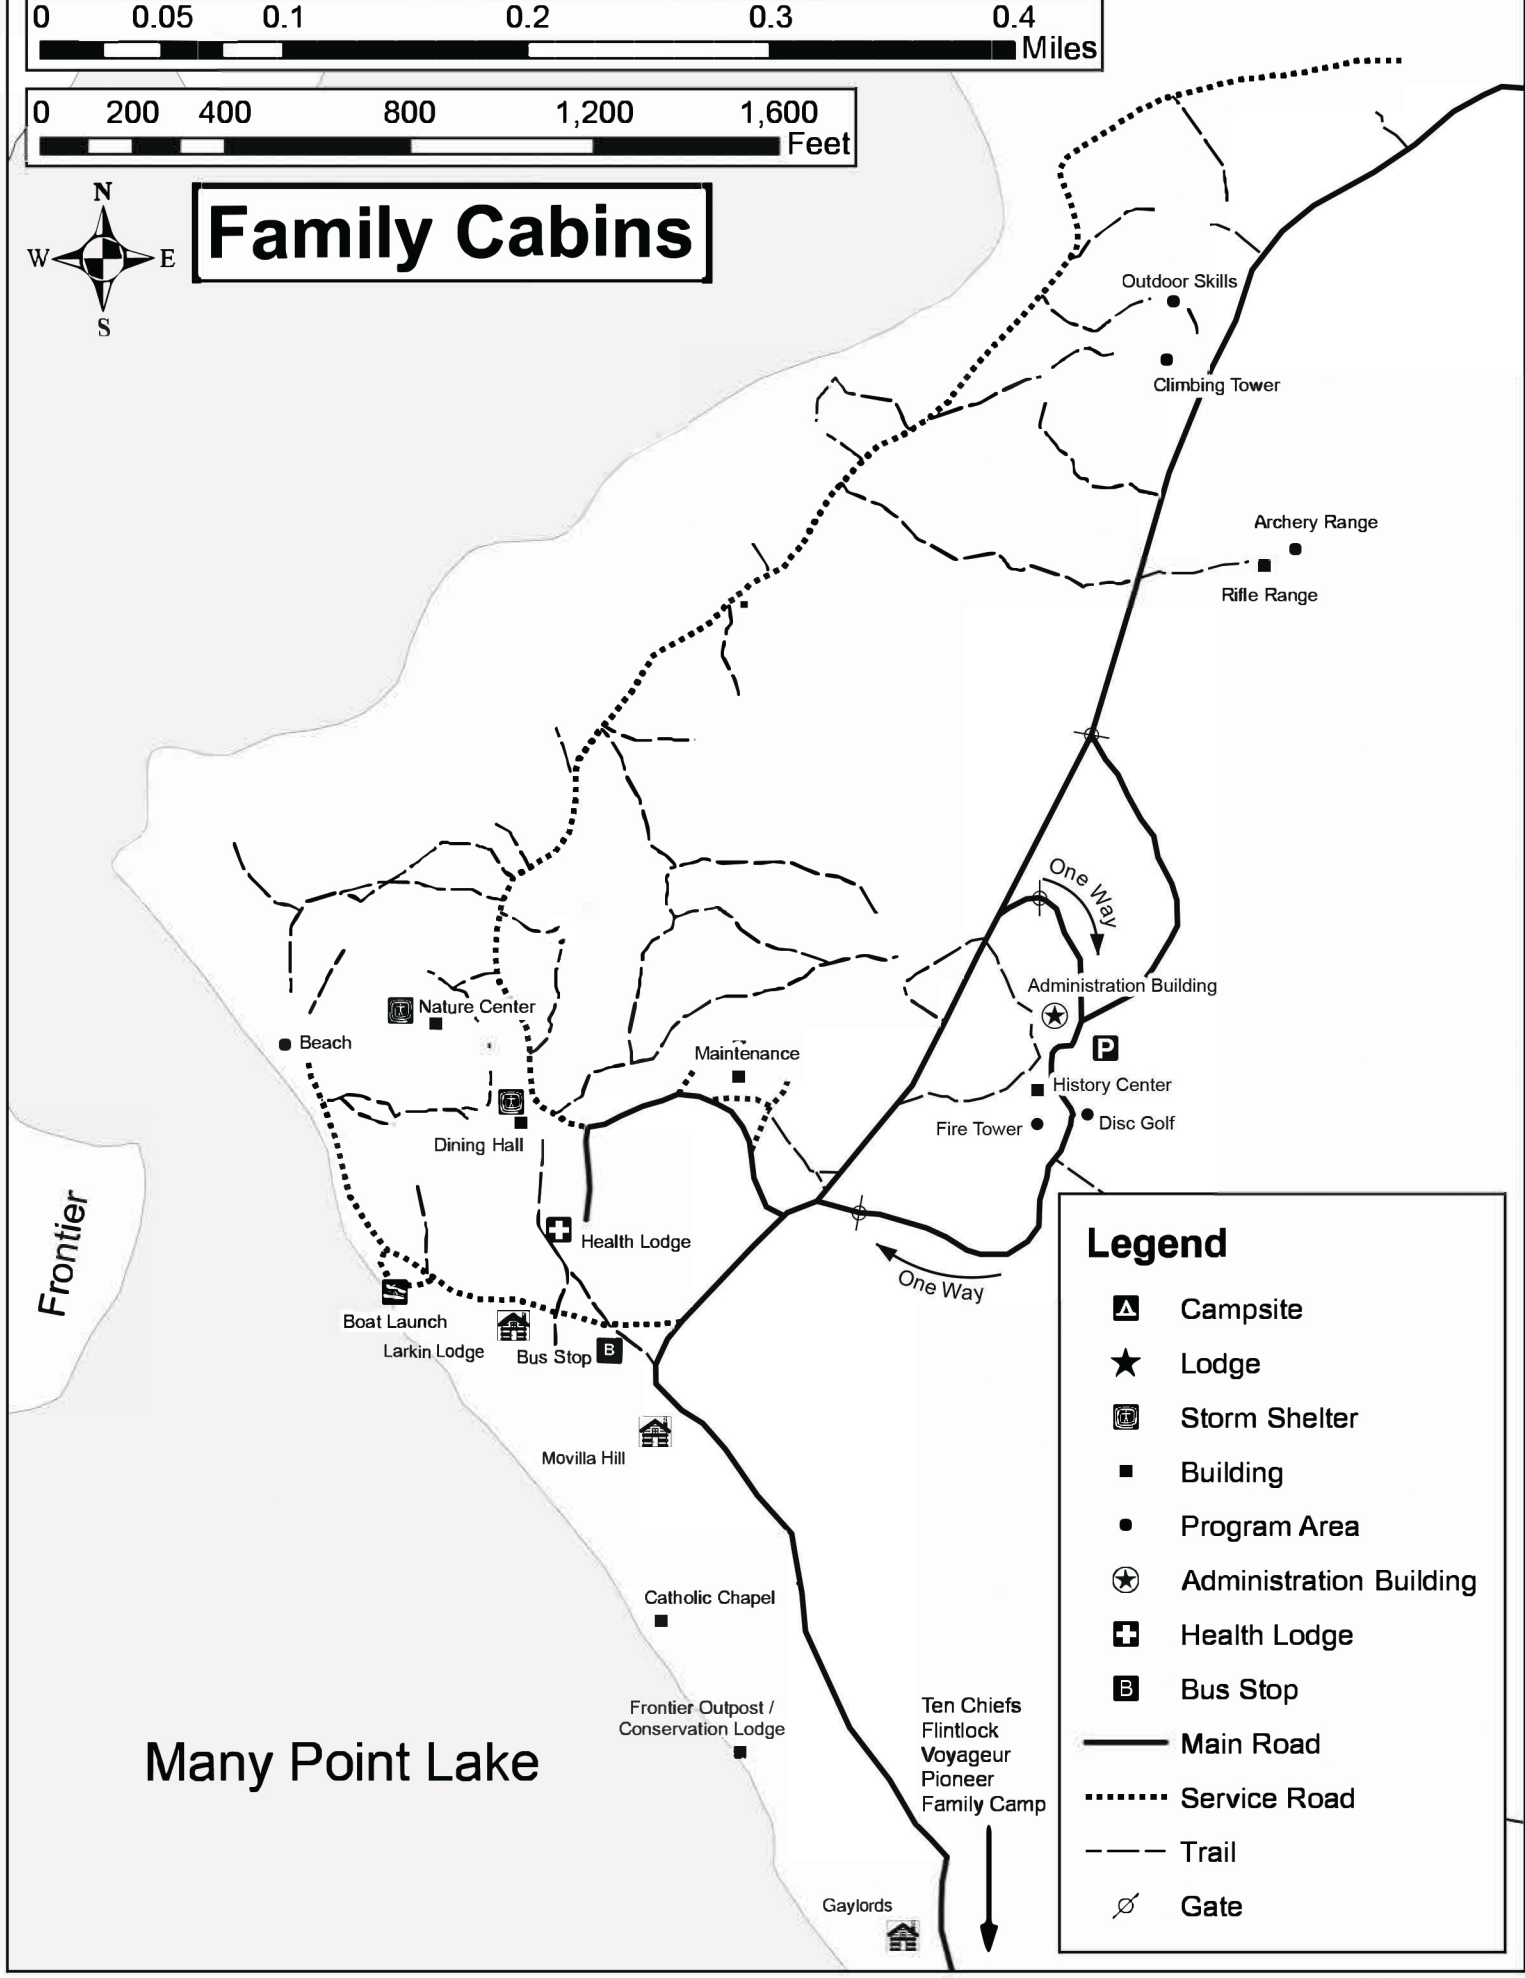 0 0.05 0.1 0.2 0.3 0.4
Miles
0 200 400 800 1,200 1,600
Feet
N
W E
S
Family Cabins
Outdoor Skills
Climbing Tower
Archery Range
Rifle Range
One Way
Administration Building
Nature Center
Beach
P
Maintenance
History Center
Disc Golf
Fire Tower
Dining Hall
Frontier
Health Lodge
One Way
Boat Launch
Larkin Lodge
Bus Stop
B
Movilla Hill
Catholic Chapel
Frontier Outpost /
Conservation Lodge
Many Point Lake
Ten Chiefs
Flintlock
Voyageur
Pioneer
Family Camp
Gaylords
Legend
Campsite
Lodge
Storm Shelter
Building
Program Area
Administration Building
Health Lodge
B Bus Stop
Main Road
Service Road
Trail
Gate